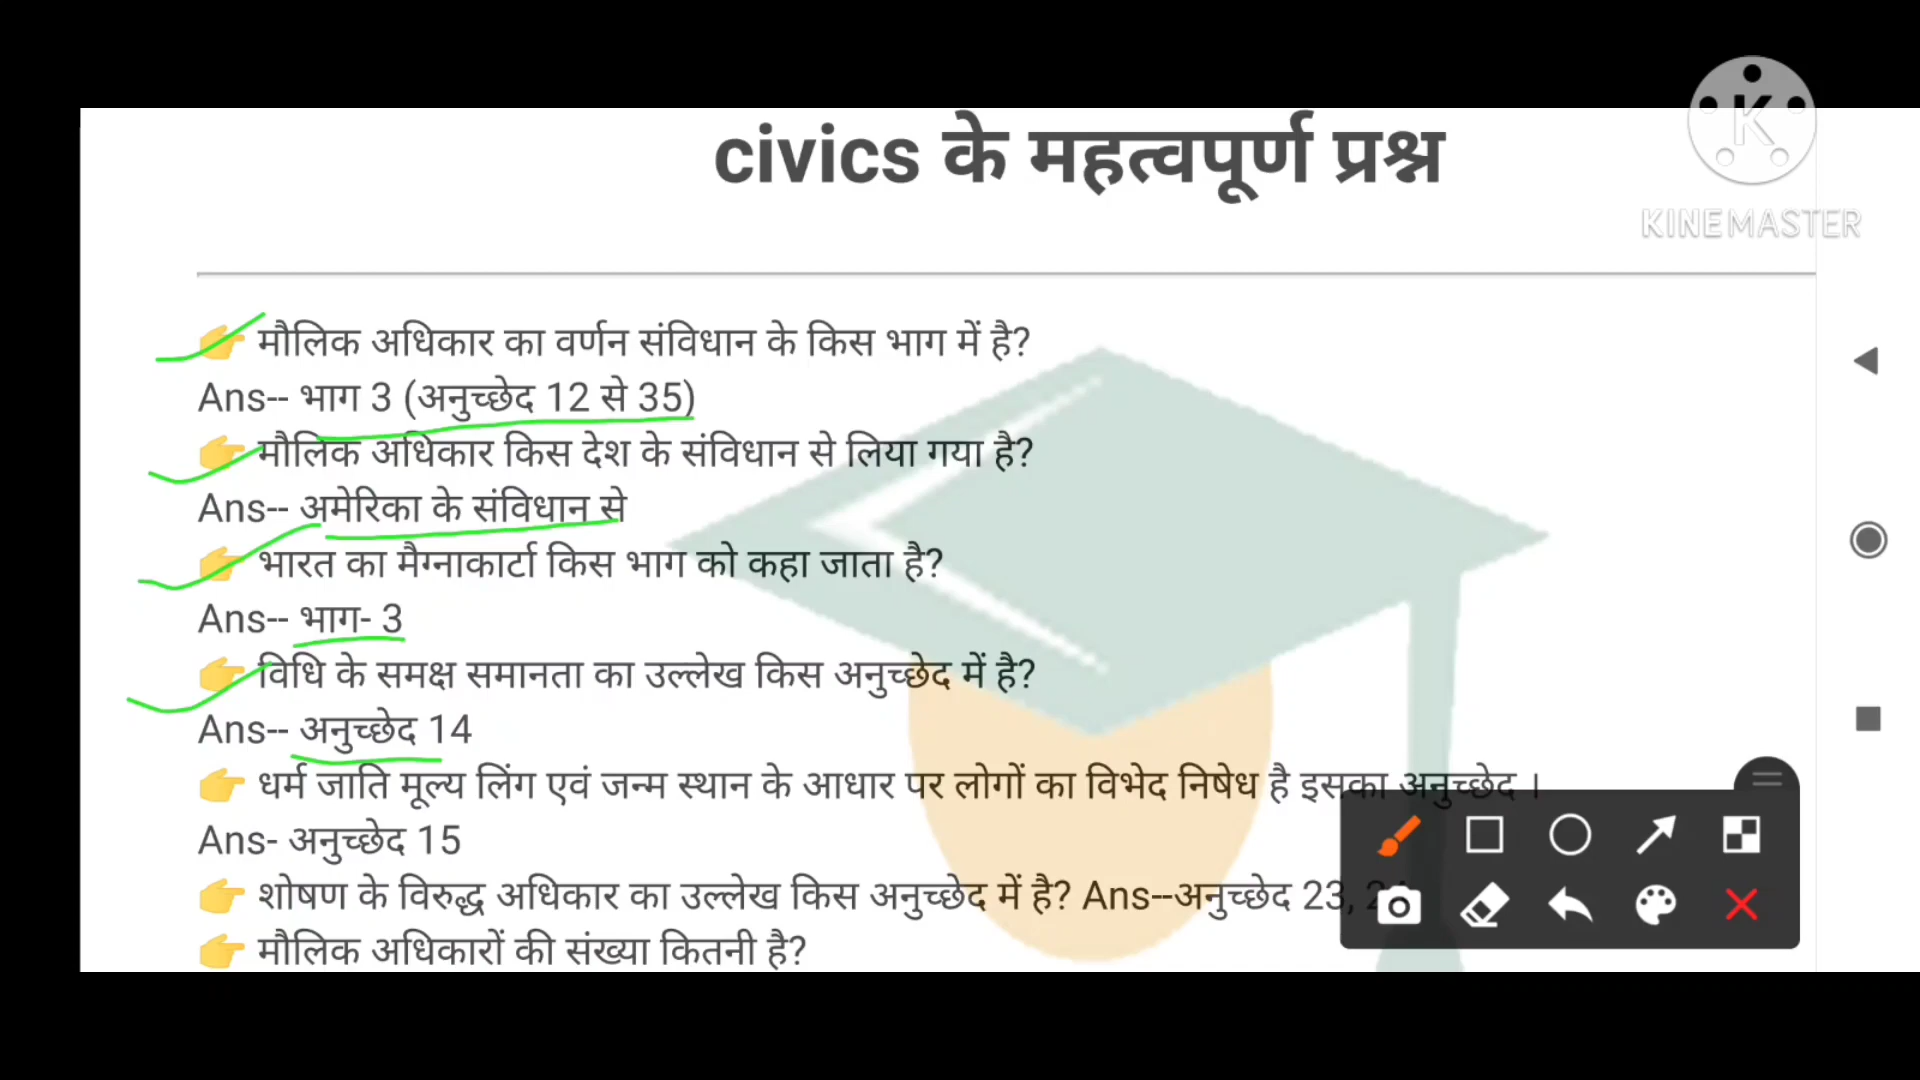 civics के महत्वपूर्ण प्रश्न
KINEMASTER
👉 मौलिक अधिकार का वर्णन संविधान के किस भाग में है?
Ans-- भाग 3 (अनुच्छेद 12 से 35)
👉 मौलिक अधिकार किस देश के संविधान से लिया गया है?
Ans-- अमेरिका के संविधान से
👉 भारत का मैग्नाकार्टा किस भाग को कहा जाता है?
Ans-- भाग- 3
👉 विधि के समक्ष समानता का उल्लेख किस अनुच्छेद में है?
Ans-- अनुच्छेद 14
👉 धर्म जाति मूल्य लिंग एवं जन्म स्थान के आधार पर लोगों का विभेद निषेध है इसका अनुच्छेद ।
Ans- अनुच्छेद 15
👉 शोषण के विरुद्ध अधिकार का उल्लेख किस अनुच्छेद में है? Ans--अनुच्छेद 23,
👉 मौलिक अधिकारों की संख्या कितनी है?